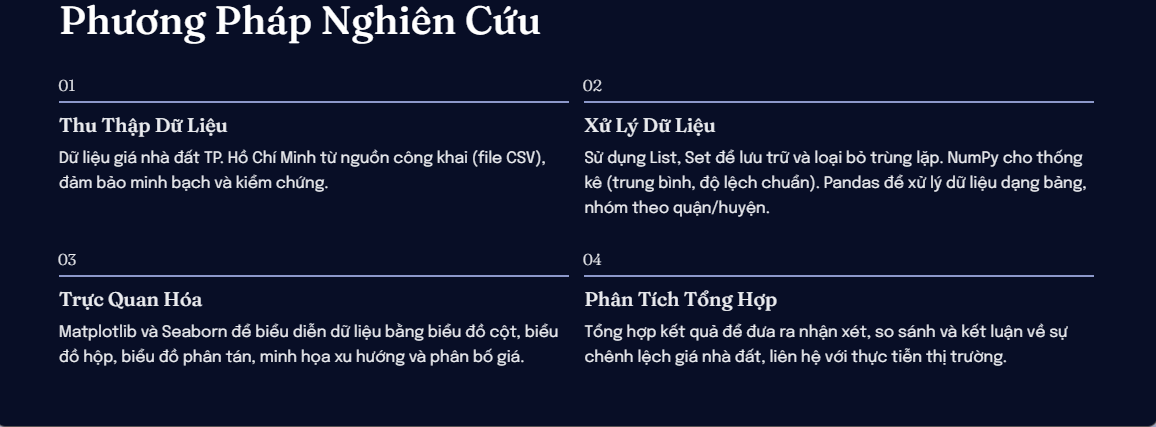 Phương Pháp Nghiên Cứu
01
Thu Thập Dữ Liệu
Dữ liệu giá nhà đất TP. Hồ Chí Minh từ nguồn công khai (file CSV),
đảm bảo minh bạch và kiểm chứng.
02
Xử Lý Dữ Liệu
Sử dụng List, Set để lưu trữ và loại bỏ trùng lặp. NumPy cho thống
kê (trung bình, độ lệch chuẩn). Pandas để xử lý dữ liệu dạng bảng,
nhóm theo quận/huyện.
03
Trực Quan Hóa
Matplotlib và Seaborn để biểu diễn dữ liệu bằng biểu đồ cột, biểu
đồ hộp, biểu đồ phân tán, minh họa xu hướng và phân bố giá.
04
Phân Tích Tổng Hợp
Tổng hợp kết quả để đưa ra nhận xét, so sánh và kết luận về sự
chênh lệch giá nhà đất, liên hệ với thực tiễn thị trường.